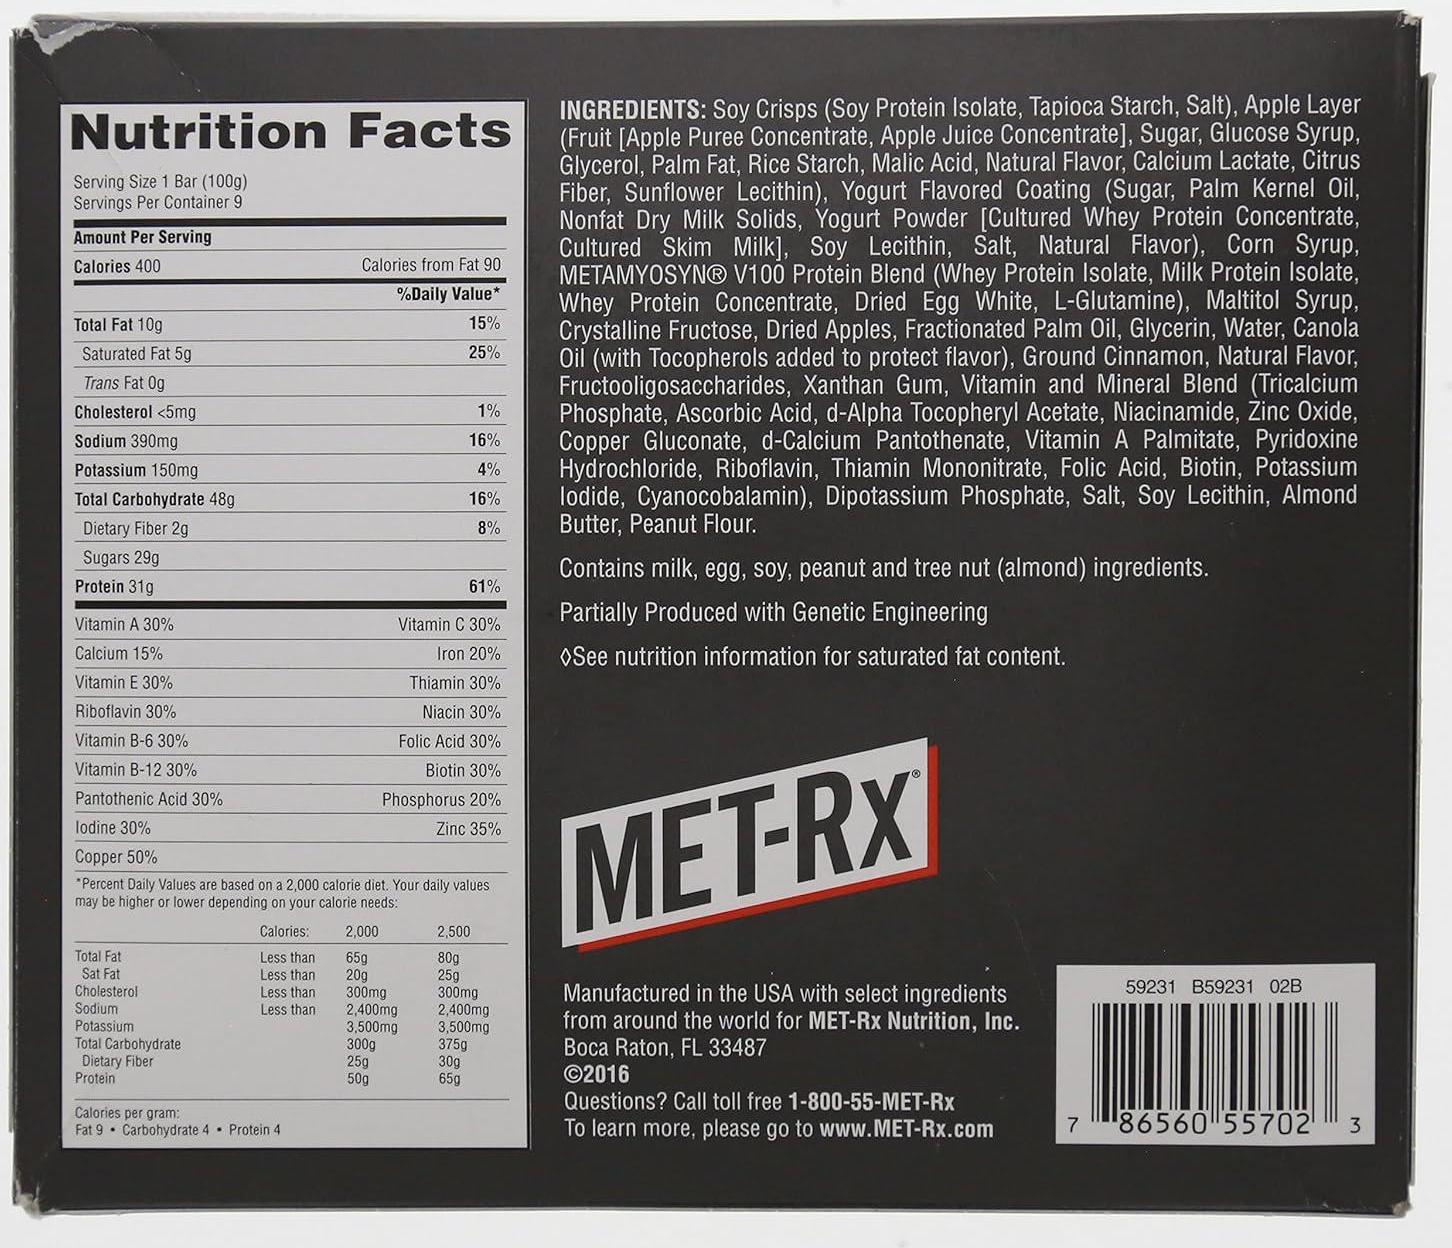 Nutrition Facts
Serving Size 1 Bar (100g)
Servings Per Container 9
Amount Per Serving
Calories 400 Calories from Fat 90
%Daily Value*
Total Fat 10g 15%
Saturated Fat 5g 25%
Trans Fat 0g
Cholesterol <5mg 1%
Sodium 390mg 16%
Potassium 150mg 4%
Total Carbohydrate 48g 16%
Dietary Fiber 2g 8%
Sugars 29g
Protein 31g 61%
Vitamin A 30% Vitamin C 30%
Calcium 15% Iron 20%
Vitamin E 30% Thiamin 30%
Riboflavin 30% Niacin 30%
Vitamin B-6 30% Folic Acid 30%
Vitamin B-12 30% Biotin 30%
Pantothenic Acid 30% Phosphorus 20%
Iodine 30% Zinc 35%
Copper 50%
*Percent Daily Values are based on a 2,000 calorie diet. Your daily values
may be higher or lower depending on your calorie needs:
Calories: 2,000 2,500
Total Fat Less than 65g 80g
Sat Fat Less than 20g 25g
Cholesterol Less than 300mg 300mg
Sodium Less than 2,400mg 2,400mg
Potassium 3,500mg 3,500mg
Total Carbohydrate 300g 375g
Dietary Fiber 25g 30g
Protein 50g 65g
Calories per gram:
Fat 9 • Carbohydrate 4 • Protein 4
INGREDIENTS: Soy Crisps (Soy Protein Isolate, Tapioca Starch, Salt), Apple Layer
(Fruit [Apple Puree Concentrate, Apple Juice Concentrate], Sugar, Glucose Syrup,
Glycerol, Palm Fat, Rice Starch, Malic Acid, Natural Flavor, Calcium Lactate, Citrus
Fiber, Sunflower Lecithin), Yogurt Flavored Coating (Sugar, Palm Kernel Oil,
Nonfat Dry Milk Solids, Yogurt Powder [Cultured Whey Protein Concentrate,
Cultured Skim Milk], Soy Lecithin, Salt, Natural Flavor), Corn Syrup,
METAMYOSYN® V100 Protein Blend (Whey Protein Isolate, Milk Protein Isolate,
Whey Protein Concentrate, Dried Egg White, L-Glutamine), Maltitol Syrup,
Crystalline Fructose, Dried Apples, Fractionated Palm Oil, Glycerin, Water, Canola
Oil (with Tocopherols added to protect flavor), Ground Cinnamon, Natural Flavor,
Fructooligosaccharides, Xanthan Gum, Vitamin and Mineral Blend (Tricalcium
Phosphate, Ascorbic Acid, d-Alpha Tocopheryl Acetate, Niacinamide, Zinc Oxide,
Copper Gluconate, d-Calcium Pantothenate, Vitamin A Palmitate, Pyridoxine
Hydrochloride, Riboflavin, Thiamin Mononitrate, Folic Acid, Biotin, Potassium
Iodide, Cyanocobalamin), Dipotassium Phosphate, Salt, Soy Lecithin, Almond
Butter, Peanut Flour.
Contains milk, egg, soy, peanut and tree nut (almond) ingredients.
Partially Produced with Genetic Engineering
◊See nutrition information for saturated fat content.
MET-Rx®
Manufactured in the USA with select ingredients
from around the world for MET-Rx Nutrition, Inc.
Boca Raton, FL 33487
©2016
Questions? Call toll free 1-800-55-MET-Rx
To learn more, please go to www.MET-Rx.com
59231 B59231 02B
7 86560 55702 3